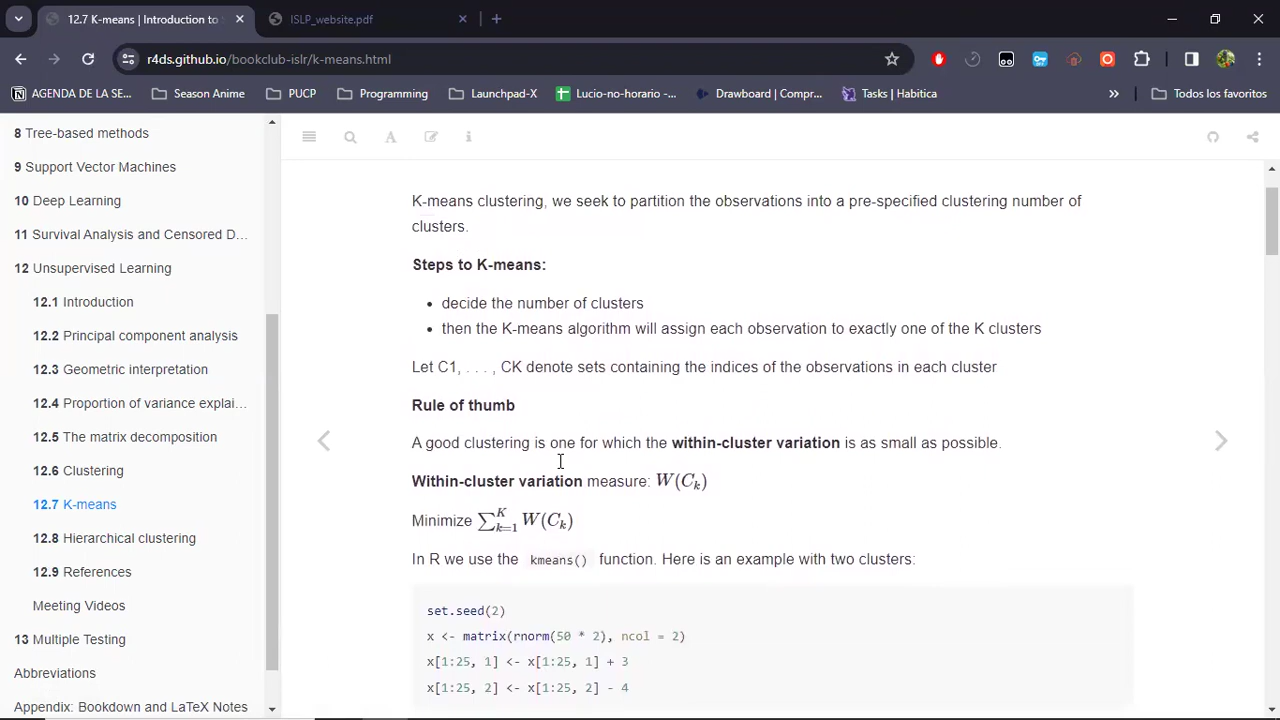 12.7 K-means | Introduction to
ISLP_website.pdf
r4ds.github.io/bookclub-islr/k-means.html
AGENDA DE LA SE...
Season Anime
PUCP
Programming
Launchpad-X
Lucio-no-horario -...
Drawboard | Compr...
Tasks | Habitica
»
Todos los favoritos
8 Tree-based methods
9 Support Vector Machines
10 Deep Learning
11 Survival Analysis and Censored D...
12 Unsupervised Learning
12.1 Introduction
12.2 Principal component analysis
12.3 Geometric interpretation
12.4 Proportion of variance explai...
12.5 The matrix decomposition
12.6 Clustering
12.7 K-means
12.8 Hierarchical clustering
12.9 References
Meeting Videos
13 Multiple Testing
Abbreviations
Appendix: Bookdown and LaTeX Notes
K-means clustering, we seek to partition the observations into a pre-specified clustering number of
clusters.
Steps to K-means:
• decide the number of clusters
• then the K-means algorithm will assign each observation to exactly one of the K clusters
Let C1, . . . , CK denote sets containing the indices of the observations in each cluster
Rule of thumb
A good clustering is one for which the within-cluster variation is as small as possible.
Within-cluster variation measure: W(C_k)
Minimize ∑_{k=1}^{K} W(C_k)
In R we use the kmeans() function. Here is an example with two clusters:
set.seed(2)
x <- matrix(rnorm(50 * 2), ncol = 2)
x[1:25, 1] <- x[1:25, 1] + 3
x[1:25, 2] <- x[1:25, 2] - 4